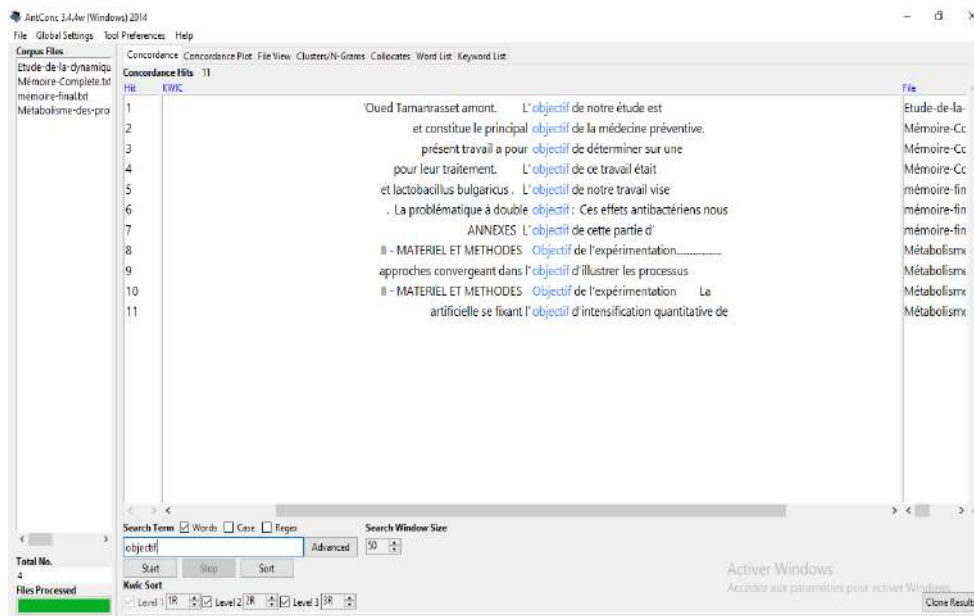 AntConc 3.4.4w (Windows) 2014
File Global Settings Tool Preferences Help
Corpus Files
Etude-de-la-dynamiqu
Mémoire-Complete.txt
mémoire-final.txt
Métabolisme-des-pro
Concordance Concordance Plot File View Clusters/N-Grams Collocates Word List Keyword List
Concordance Hits 11
Hit KWIC File
1 'Oued Tamanrasset amont. L'objectif de notre étude est Etude-de-la-
2 et constitue le principal objectif de la médecine préventive. Mémoire-Cc
3 présent travail a pour objectif de déterminer sur une Mémoire-Cc
4 pour leur traitement. L'objectif de ce travail était Mémoire-Cc
5 et lactobacillus bulgaricus . L'objectif de notre travail vise mémoire-fin
6 . La problématique à double objectif : Ces effets antibactériens nous mémoire-fin
7 ANNEXES L'objectif de cette partie d' mémoire-fin
8 II - MATERIEL ET METHODES Objectif de l'expérimentation............... Métabolisme
9 approches convergeant dans l'objectif d'illustrer les processus Métabolisme
10 II - MATERIEL ET METHODES Objectif de l'expérimentation La Métabolisme
11 artificielle se fixant l'objectif d'intensification quantitative de Métabolisme
Search Term Words Case Regex Search Window Size
objectif Advanced 50
Start Stop Sort
Kwic Sort
Level 1 1R Level 2 2R Level 3 3R
Total No.
4
Files Processed
Activer Windows
Accédez aux paramètres pour activer Windows.
Clone Results